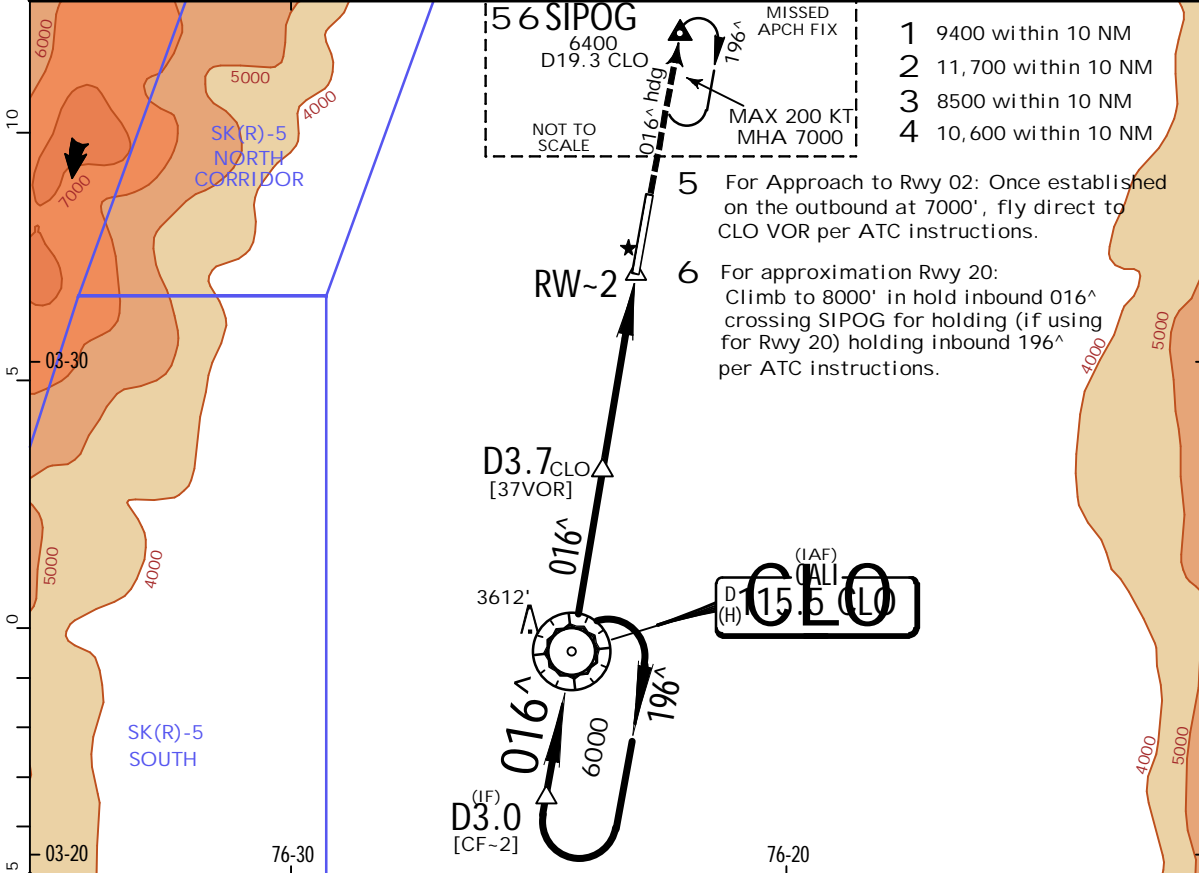 56 SIPOG
6400
D19.3 CLO
MISSED
APCH FIX
196^
016^ hdg
MAX 200 KT
MHA 7000
NOT TO
SCALE
1 9400 within 10 NM
2 11,700 within 10 NM
3 8500 within 10 NM
4 10,600 within 10 NM
5 For Approach to Rwy 02: Once established
on the outbound at 7000', fly direct to
CLO VOR per ATC instructions.
6 For approximation Rwy 20:
Climb to 8000' in hold inbound 016^
crossing SIPOG for holding (if using
for Rwy 20) holding inbound 196^
per ATC instructions.
6000
5000
4000
7000
SK(R)-5
NORTH
CORRIDOR
10
RW~2
03-30
5
4000
5000
D3.7 CLO
[37VOR]
016^
5000
4000
(IAF)
CALI
D
(H) 115.5 CLO
CLO
3612'
0
016^
196^
6000
SK(R)-5
SOUTH
(IF)
D3.0
[CF~2]
4000
5000
03-20
76-30
76-20
5